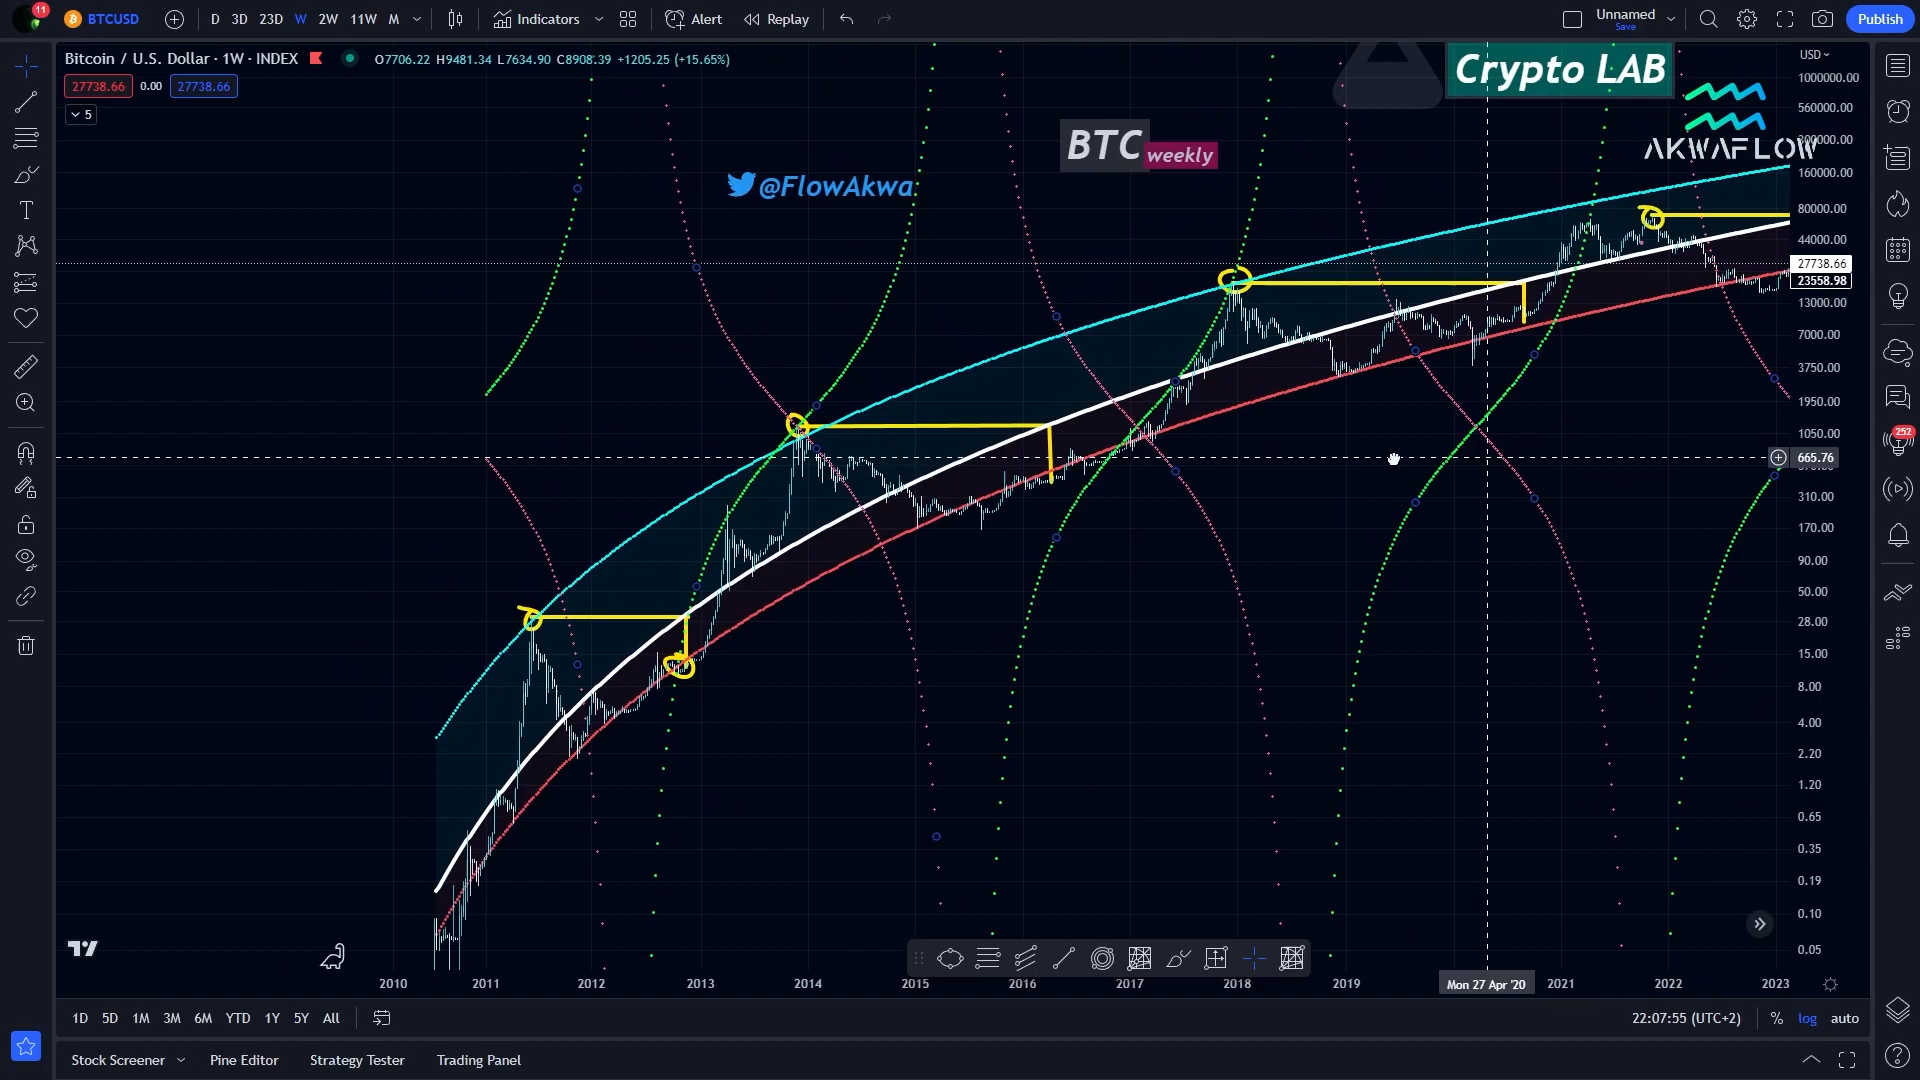 11
BTCUSD
D 3D 23D W 2W 11W M
Indicators
Alert
Replay
Unnamed
Save
Publish
Bitcoin / U.S. Dollar · 1W · INDEX
O7706.22 H9481.34 L7634.90 C8908.39 +1205.25 (+15.65%)
27738.66 0.00 27738.66
5
Crypto LAB
AKWAFLOW
BTC weekly
@FlowAkwa
USD
1000000.00
560000.00
300000.00
160000.00
80000.00
44000.00
27738.66
23558.98
13000.00
7000.00
3750.00
1950.00
1050.00
665.76
310.00
170.00
90.00
50.00
28.00
15.00
8.00
4.00
2.20
1.20
0.65
0.35
0.19
0.10
0.05
252
2010 2011 2012 2013 2014 2015 2016 2017 2018 2019 Mon 27 Apr '20 2021 2022 2023
1D 5D 1M 3M 6M YTD 1Y 5Y All
22:07:55 (UTC+2) % log auto
Stock Screener Pine Editor Strategy Tester Trading Panel